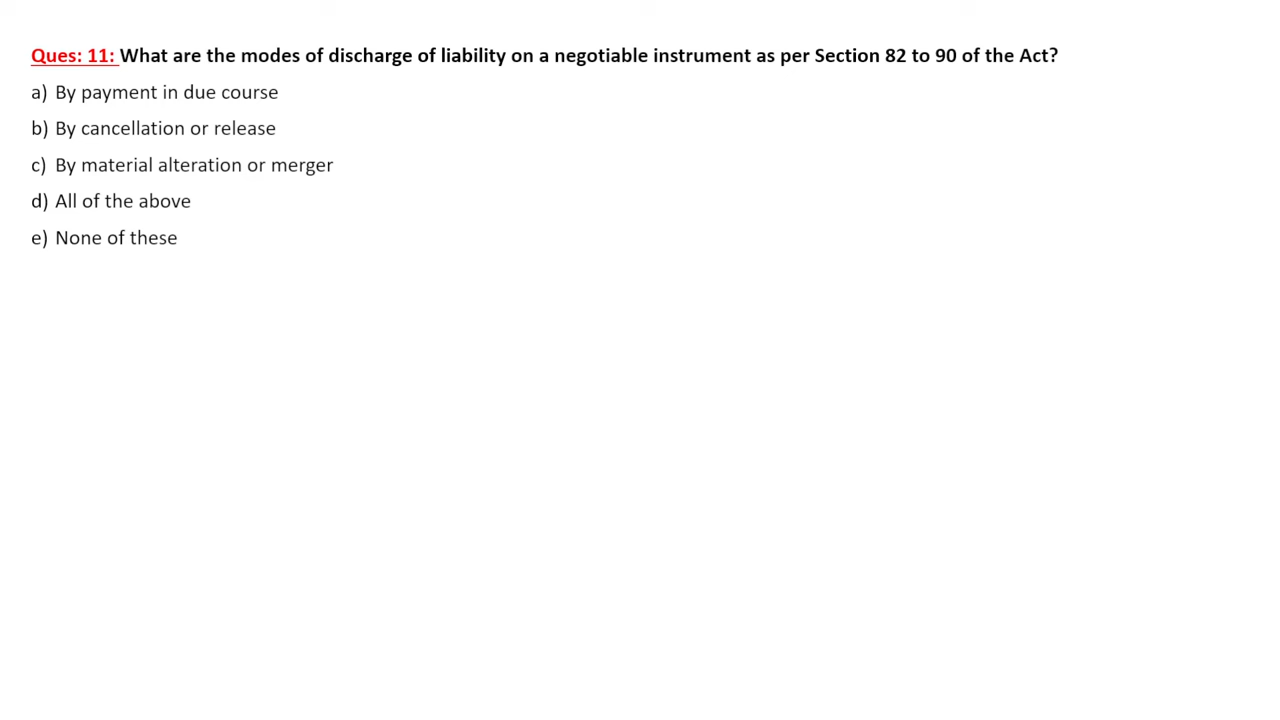 Ques: 11: What are the modes of discharge of liability on a negotiable instrument as per Section 82 to 90 of the Act?
a) By payment in due course
b) By cancellation or release
c) By material alteration or merger
d) All of the above
e) None of these